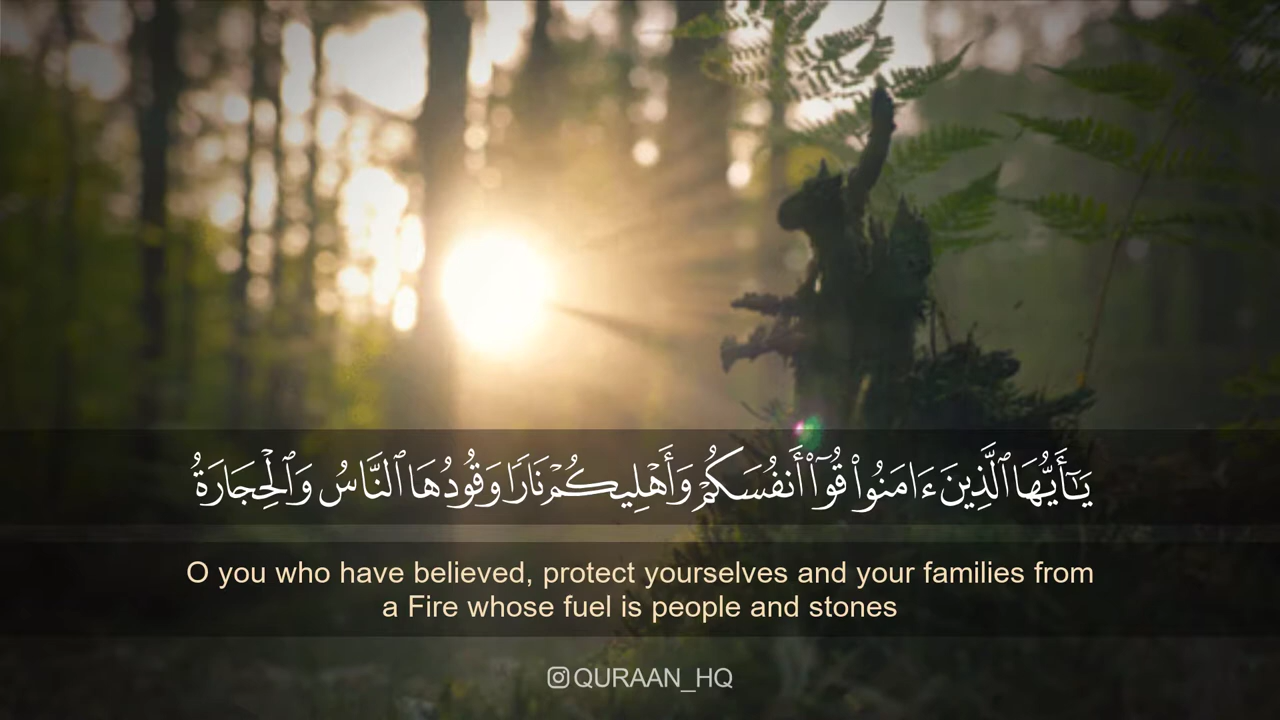 يَـٰٓأَيُّهَا ٱلَّذِينَ ءَامَنُوا۟ قُوٓا۟ أَنفُسَكُمْ وَأَهْلِيكُمْ نَارًا وَقُودُهَا ٱلنَّاسُ وَٱلْحِجَارَةُ
O you who have believed, protect yourselves and your families from
a Fire whose fuel is people and stones
QURAAN_HQ